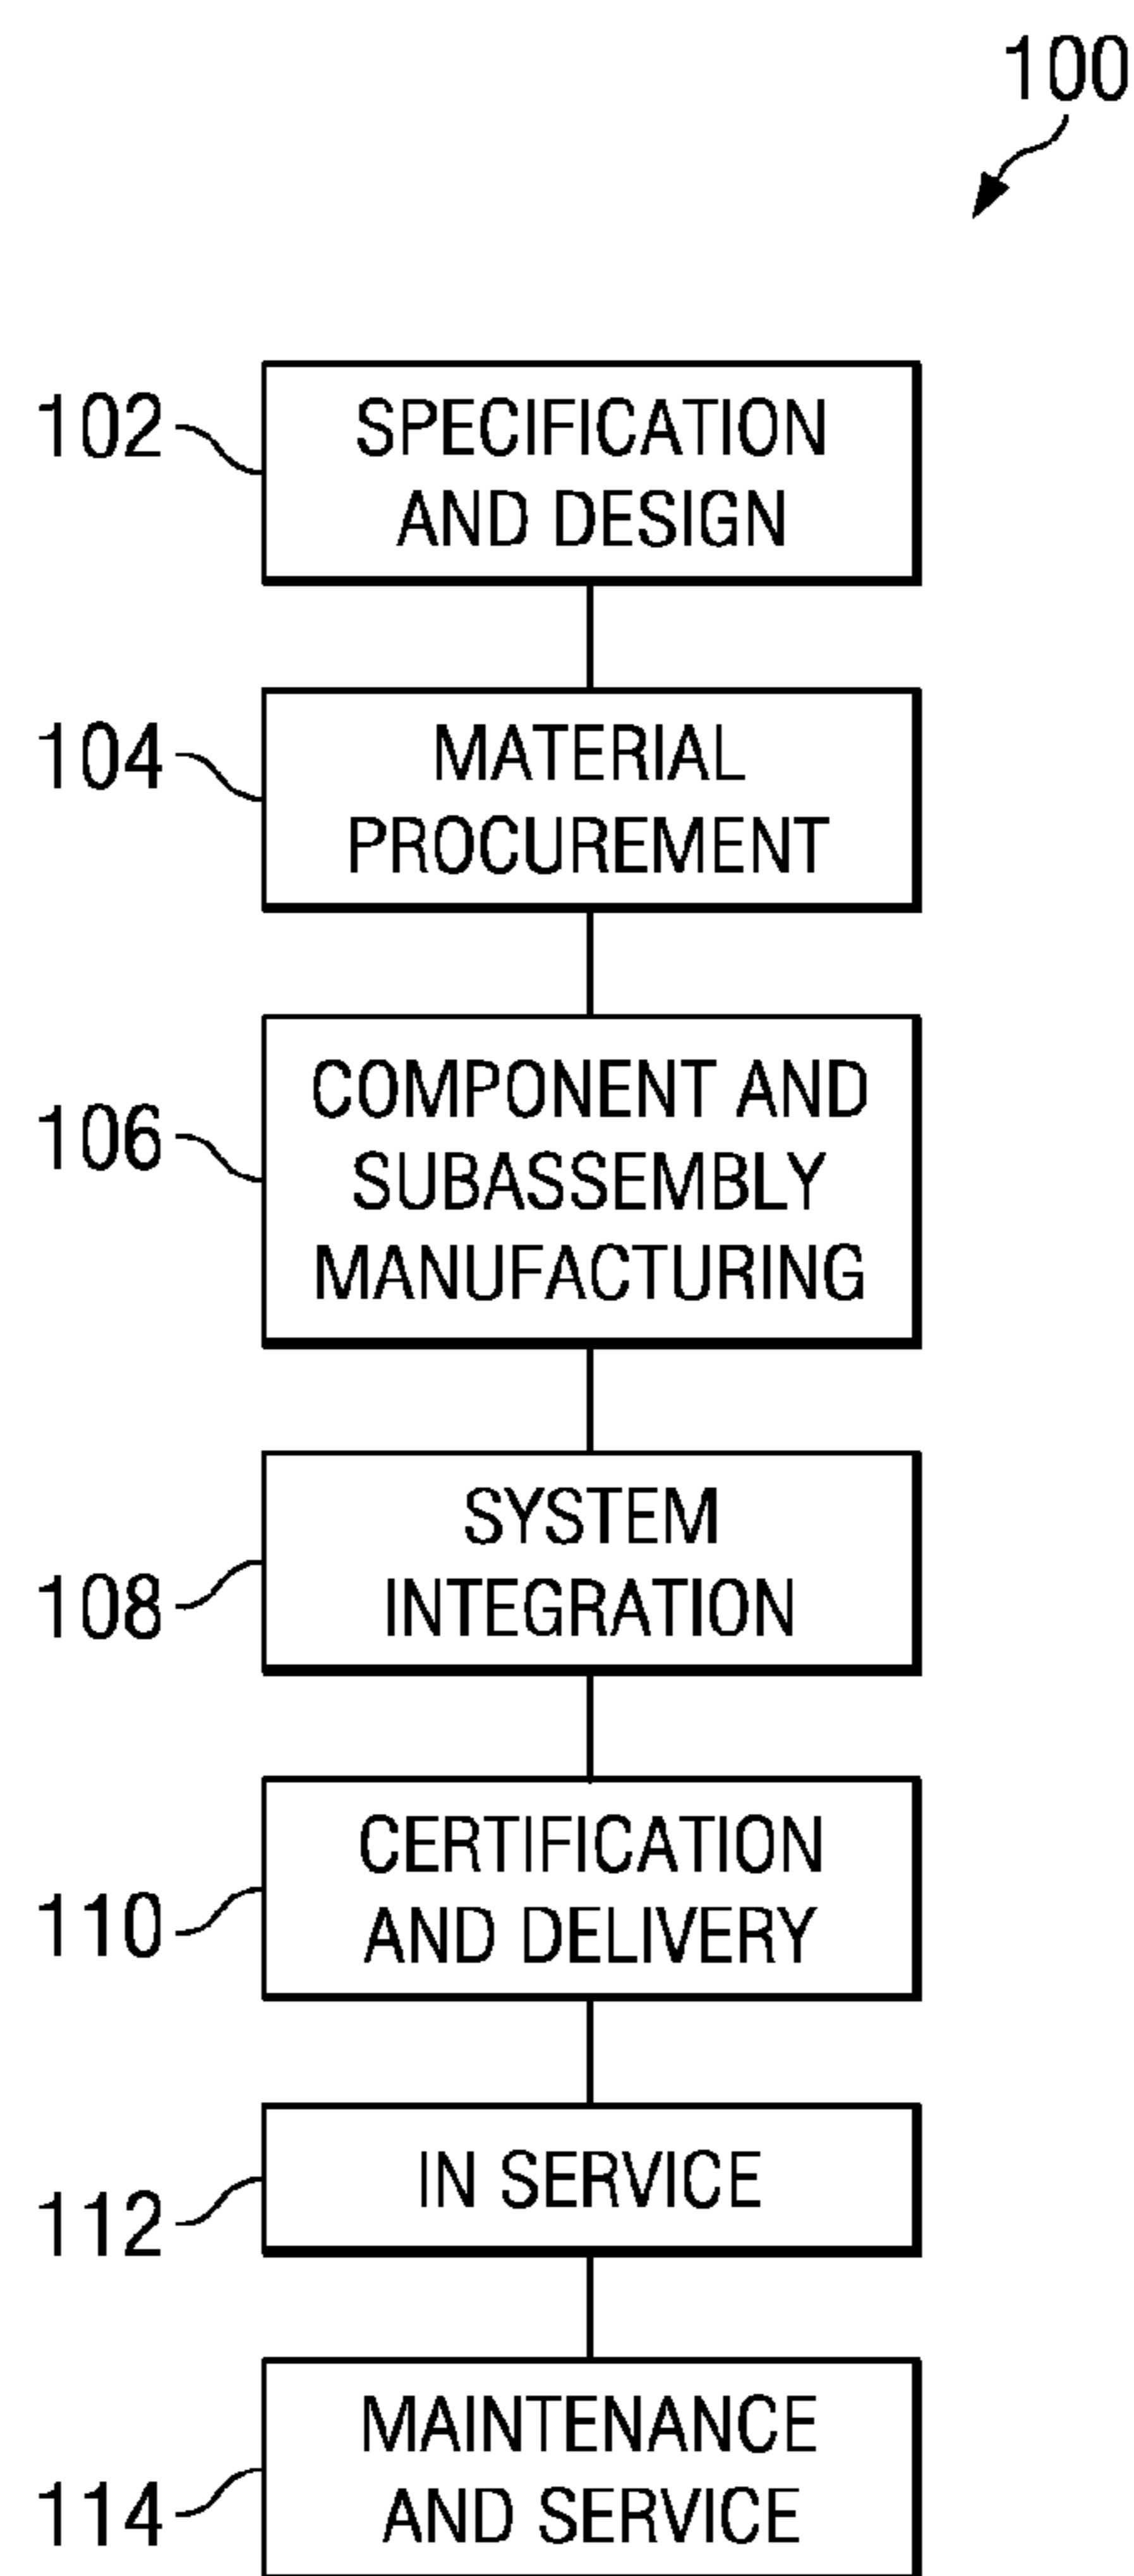 100
102
SPECIFICATION
AND DESIGN
104
MATERIAL
PROCUREMENT
106
COMPONENT AND
SUBASSEMBLY
MANUFACTURING
108
SYSTEM
INTEGRATION
110
CERTIFICATION
AND DELIVERY
112
IN SERVICE
114
MAINTENANCE
AND SERVICE